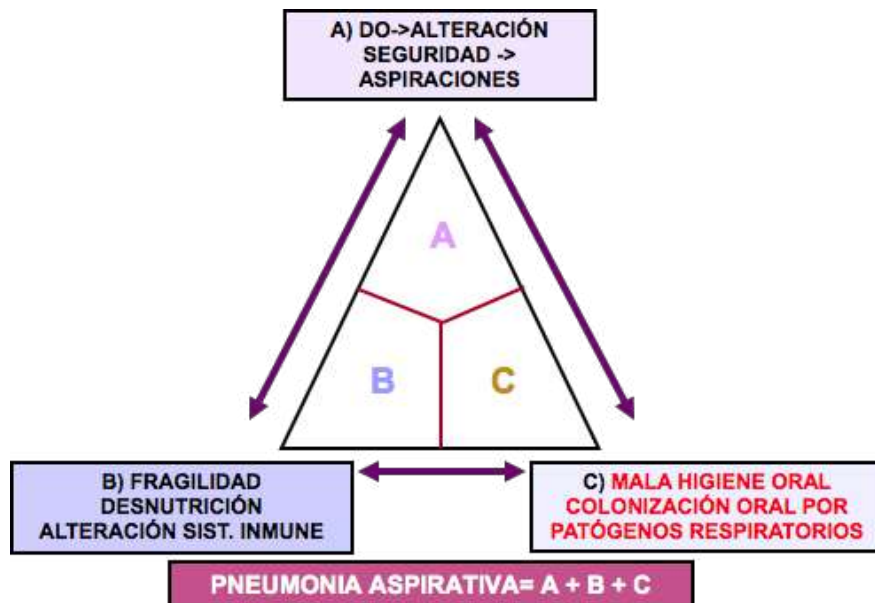 A) DO->ALTERACIÓN
SEGURIDAD ->
ASPIRACIONES
A
B
C
B) FRAGILIDAD
DESNUTRICIÓN
ALTERACIÓN SIST. INMUNE
C) MALA HIGIENE ORAL
COLONIZACIÓN ORAL POR
PATÓGENOS RESPIRATORIOS
PNEUMONIA ASPIRATIVA= A + B + C